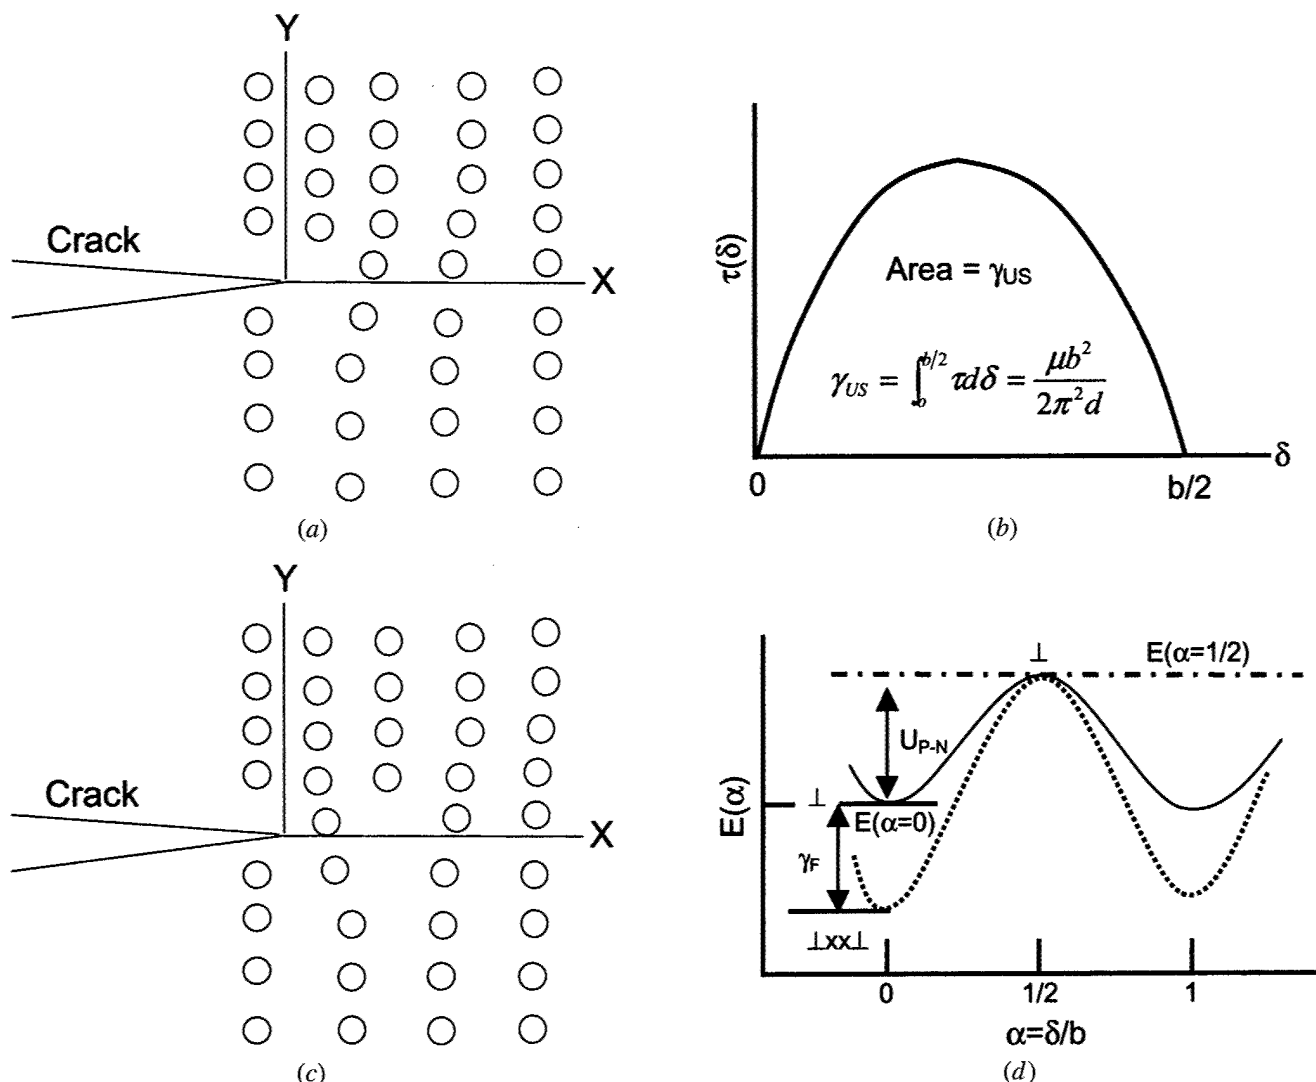 Y
Crack
X
(a)
τ(δ)
Area = γUS
γUS = ∫ₒ^b/2 τdδ = μb²/2π²d
0
b/2
δ
(b)
Y
Crack
X
(c)
E(α)
⊥
E(α=1/2)
UP-N
⊥
E(α=0)
γF
⊥xx⊥
0
1/2
1
α=δ/b
(d)